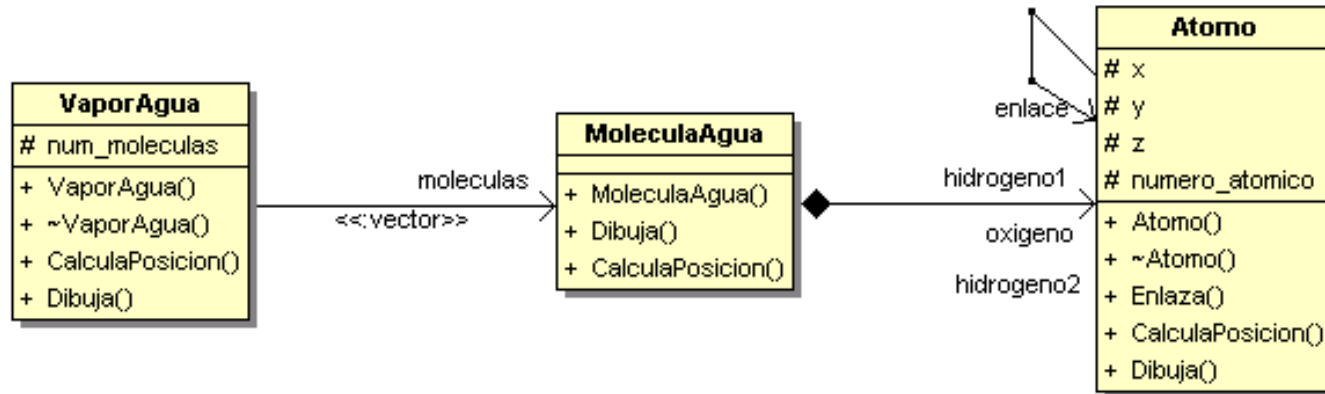 VaporAgua
# num_moleculas
+ VaporAgua()
+ ~VaporAgua()
+ CalculaPosicion()
+ Dibuja()
moleculas
<<:vector>>
MoleculaAgua
+ MoleculaAgua()
+ Dibuja()
+ CalculaPosicion()
enlace
hidrogeno1
oxigeno
hidrogeno2
Atomo
# x
# y
# z
# numero_atomico
+ Atomo()
+ ~Atomo()
+ Enlaza()
+ CalculaPosicion()
+ Dibuja()